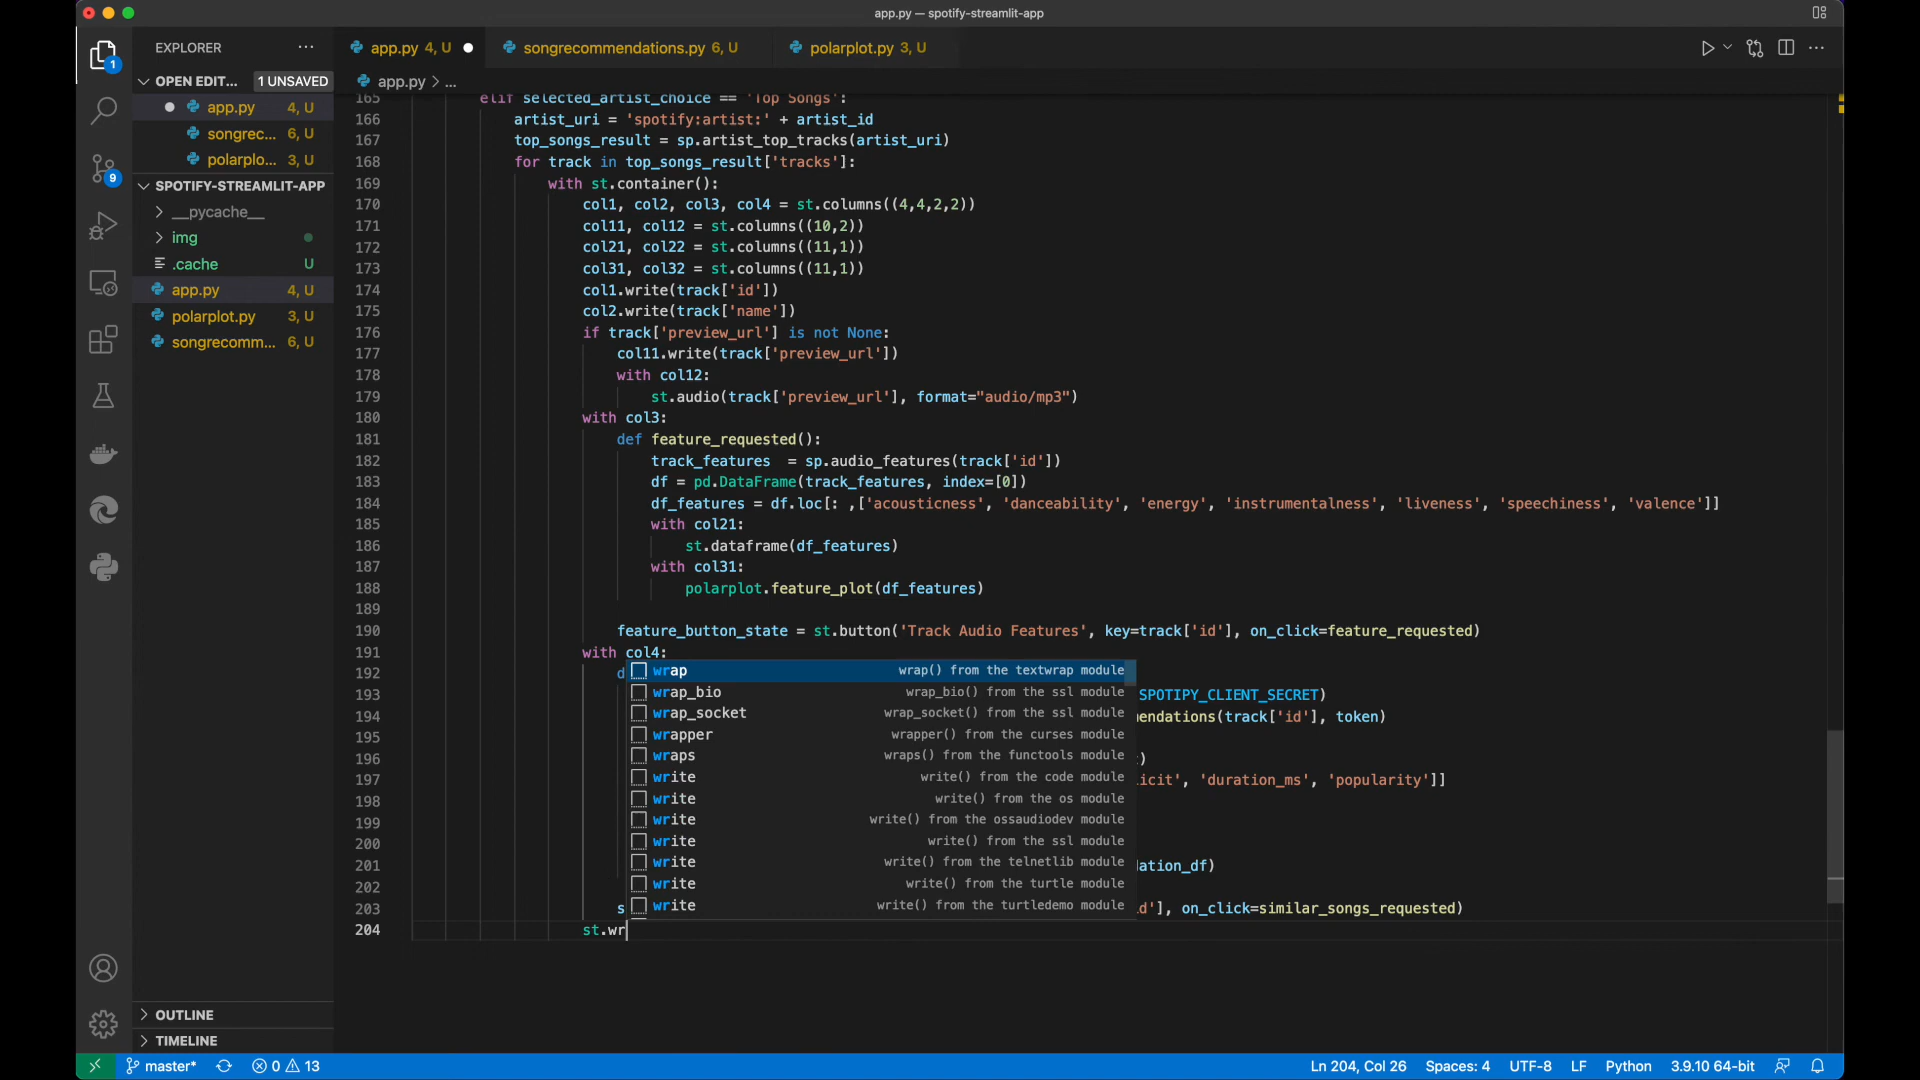 app.py — spotify-streamlit-app
EXPLORER
app.py 4, U
songrecommendations.py 6, U
polarplot.py 3, U
OPEN EDIT... 1 UNSAVED
app.py > ...
app.py 4, U
songrec... 6, U
polarplo... 3, U
SPOTIFY-STREAMLIT-APP
__pycache__
img
.cache U
app.py 4, U
polarplot.py 3, U
songrecomm... 6, U
1
9
165 elif selected_artist_choice == 'Top Songs':
166 artist_uri = 'spotify:artist:' + artist_id
167 top_songs_result = sp.artist_top_tracks(artist_uri)
168 for track in top_songs_result['tracks']:
169 with st.container():
170 col1, col2, col3, col4 = st.columns((4,4,2,2))
171 col11, col12 = st.columns((10,2))
172 col21, col22 = st.columns((11,1))
173 col31, col32 = st.columns((11,1))
174 col1.write(track['id'])
175 col2.write(track['name'])
176 if track['preview_url'] is not None:
177 col11.write(track['preview_url'])
178 with col12:
179 st.audio(track['preview_url'], format="audio/mp3")
180 with col3:
181 def feature_requested():
182 track_features  = sp.audio_features(track['id'])
183 df = pd.DataFrame(track_features, index=[0])
184 df_features = df.loc[: ,['acousticness', 'danceability', 'energy', 'instrumentalness', 'liveness', 'speechiness', 'valence']]
185 with col21:
186 st.dataframe(df_features)
187 with col31:
188 polarplot.feature_plot(df_features)
189
190 feature_button_state = st.button('Track Audio Features', key=track['id'], on_click=feature_requested)
191 with col4:
192 d
193 SPOTIPY_CLIENT_SECRET)
194 endations(track['id'], token)
195
196 t)
197 licit', 'duration_ms', 'popularity']]
198
199
200
201 dation_df)
202
203 s id'], on_click=similar_songs_requested)
204 st.wr
wrap wrap() from the textwrap module
wrap_bio wrap_bio() from the ssl module
wrap_socket wrap_socket() from the ssl module
wrapper wrapper() from the curses module
wraps wraps() from the functools module
write write() from the code module
write write() from the os module
write write() from the ossaudiodev module
write write() from the ssl module
write write() from the telnetlib module
write write() from the turtle module
write write() from the turtledemo module
OUTLINE
TIMELINE
master* 0 13
Ln 204, Col 26 Spaces: 4 UTF-8 LF Python 3.9.10 64-bit